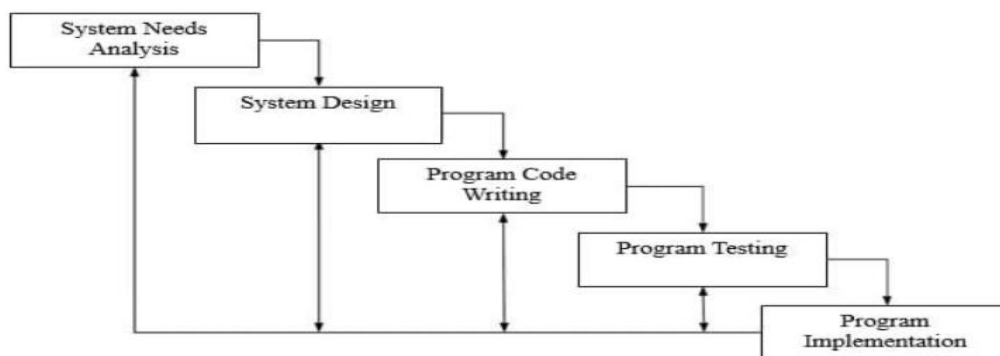 System Needs
Analysis
System Design
Program Code
Writing
Program Testing
Program
Implementation